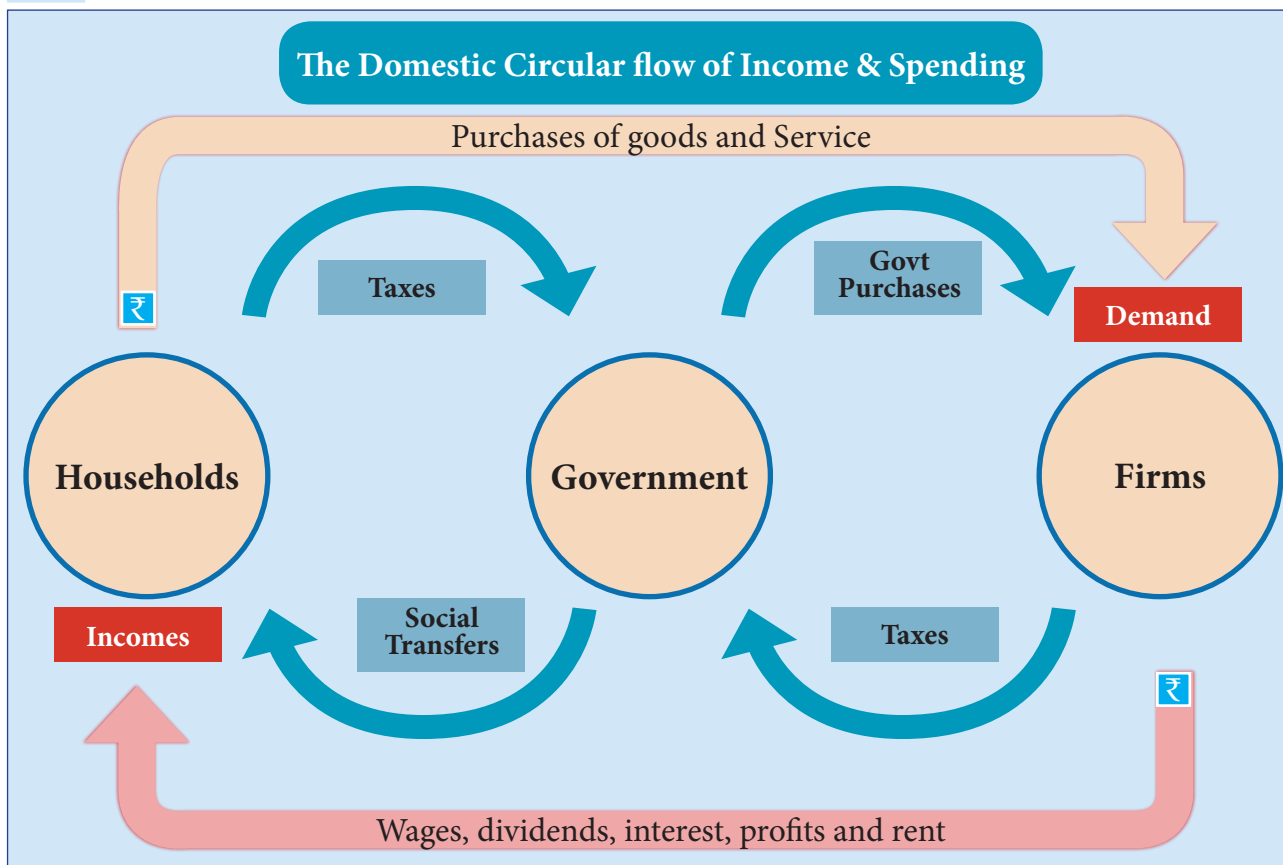 The Domestic Circular flow of Income & Spending
Purchases of goods and Service
Taxes
Govt
Purchases
₹
Demand
Households
Government
Firms
Incomes
Social
Transfers
Taxes
₹
Wages, dividends, interest, profits and rent